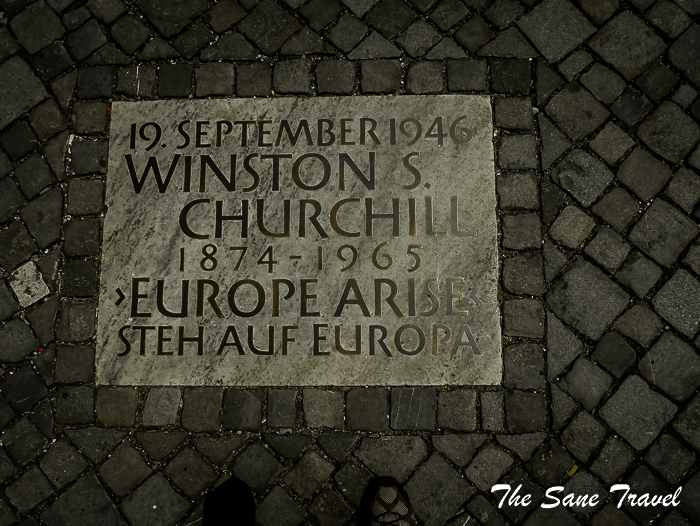 19. SEPTEMBER 1946
WINSTON S.
CHURCHILL
1874-1965
›EUROPE ARISE‹
STEH AUF EUROPA
The Sane Travel